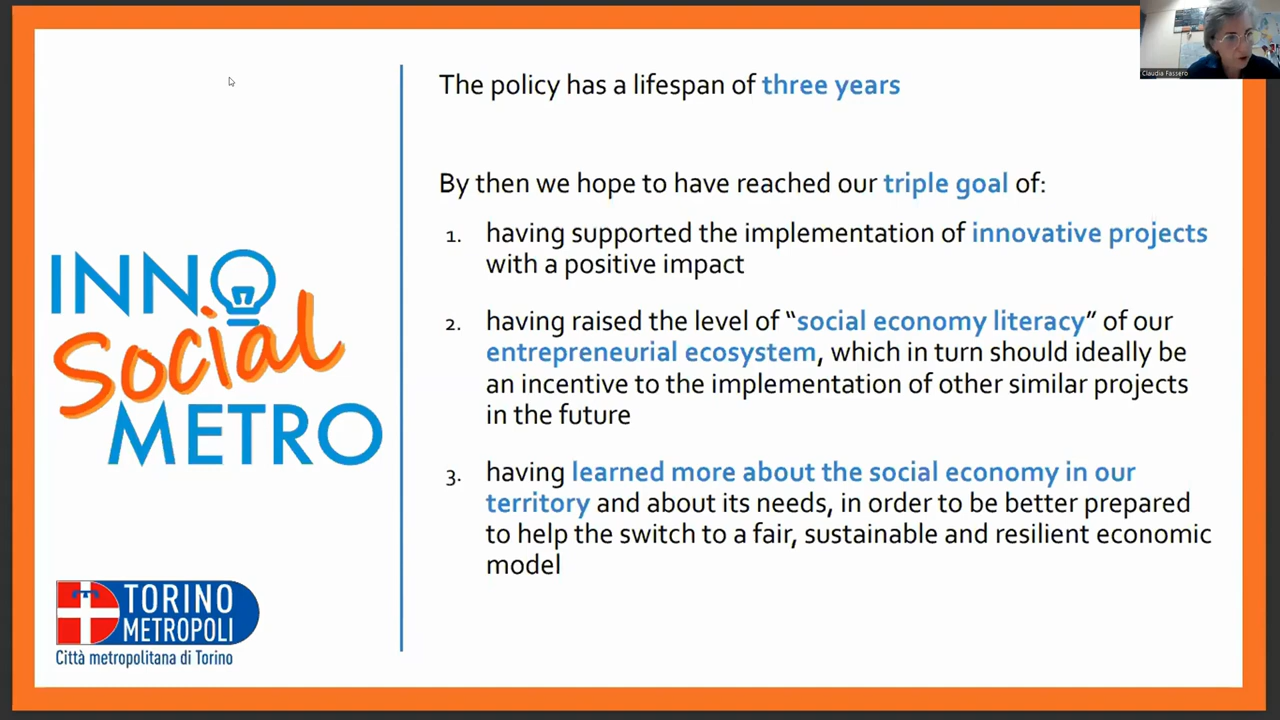 Claudia Fassero
The policy has a lifespan of three years
By then we hope to have reached our triple goal of:
1. having supported the implementation of innovative projects
with a positive impact
2. having raised the level of “social economy literacy” of our
entrepreneurial ecosystem, which in turn should ideally be
an incentive to the implementation of other similar projects
in the future
3. having learned more about the social economy in our
territory and about its needs, in order to be better prepared
to help the switch to a fair, sustainable and resilient economic
model
INNO
Social
METRO
TORINO
METROPOLI
Città metropolitana di Torino